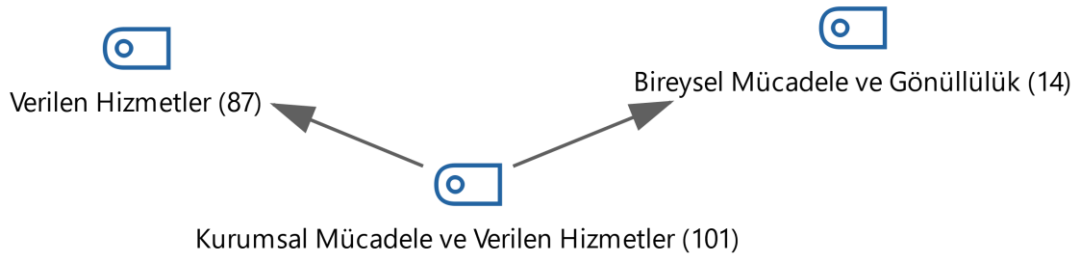 Bireysel Mücadele ve Gönüllülük (14)
Verilen Hizmetler (87)
Kurumsal Mücadele ve Verilen Hizmetler (101)